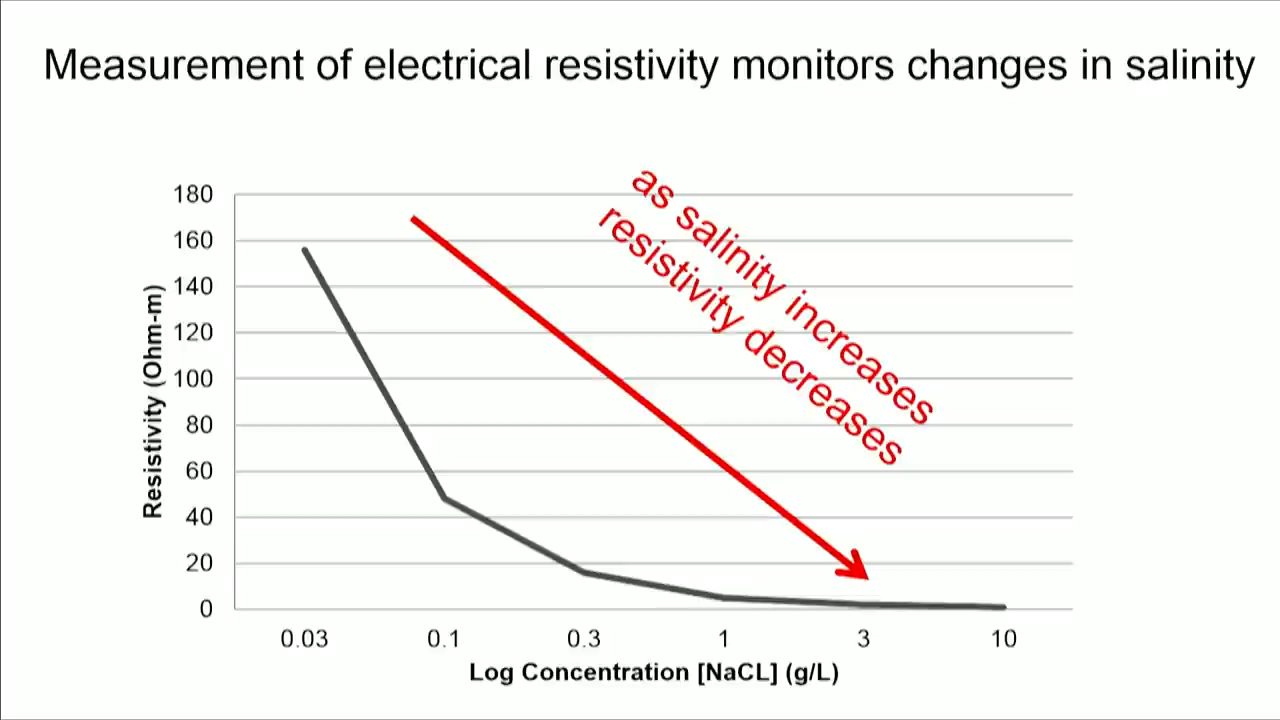 Measurement of electrical resistivity monitors changes in salinity
as salinity increases
resistivity decreases
Resistivity (Ohm-m)
180
160
140
120
100
80
60
40
20
0
0.03 0.1 0.3 1 3 10
Log Concentration [NaCL] (g/L)